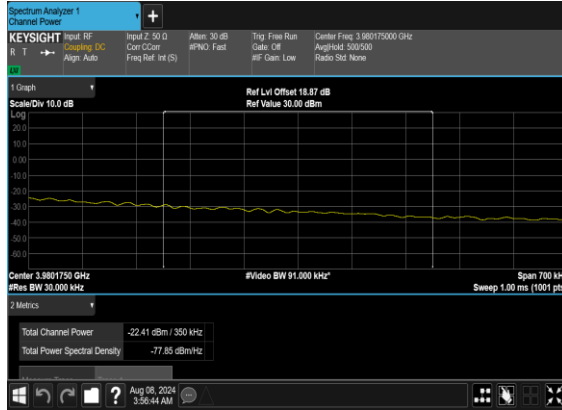 Spectrum Analyzer 1
Channel Power
+
KEYSIGHT
R T
Input: RF
Coupling: DC
Align: Auto
Input Z: 50 Ω
Corr CCorr
Freq Ref: Int (S)
Atten: 30 dB
#PNO: Fast
Trig: Free Run
Gate: Off
#IF Gain: Low
Center Freq: 3.980175000 GHz
Avg|Hold: 500/500
Radio Std: None
1 Graph
Scale/Div 10.0 dB
Ref Lvl Offset 18.87 dB
Ref Value 30.00 dBm
Log
20.0
10.0
0.00
-10.0
-20.0
-30.0
-40.0
-50.0
-60.0
Center 3.9801750 GHz
#Res BW 30.000 kHz
#Video BW 91.000 kHz*
Span 700 kH
Sweep 1.00 ms (1001 pts
2 Metrics
Total Channel Power -22.41 dBm / 350 kHz
Total Power Spectral Density -77.85 dBm/Hz
?
Aug 08, 2024
3:56:44 AM